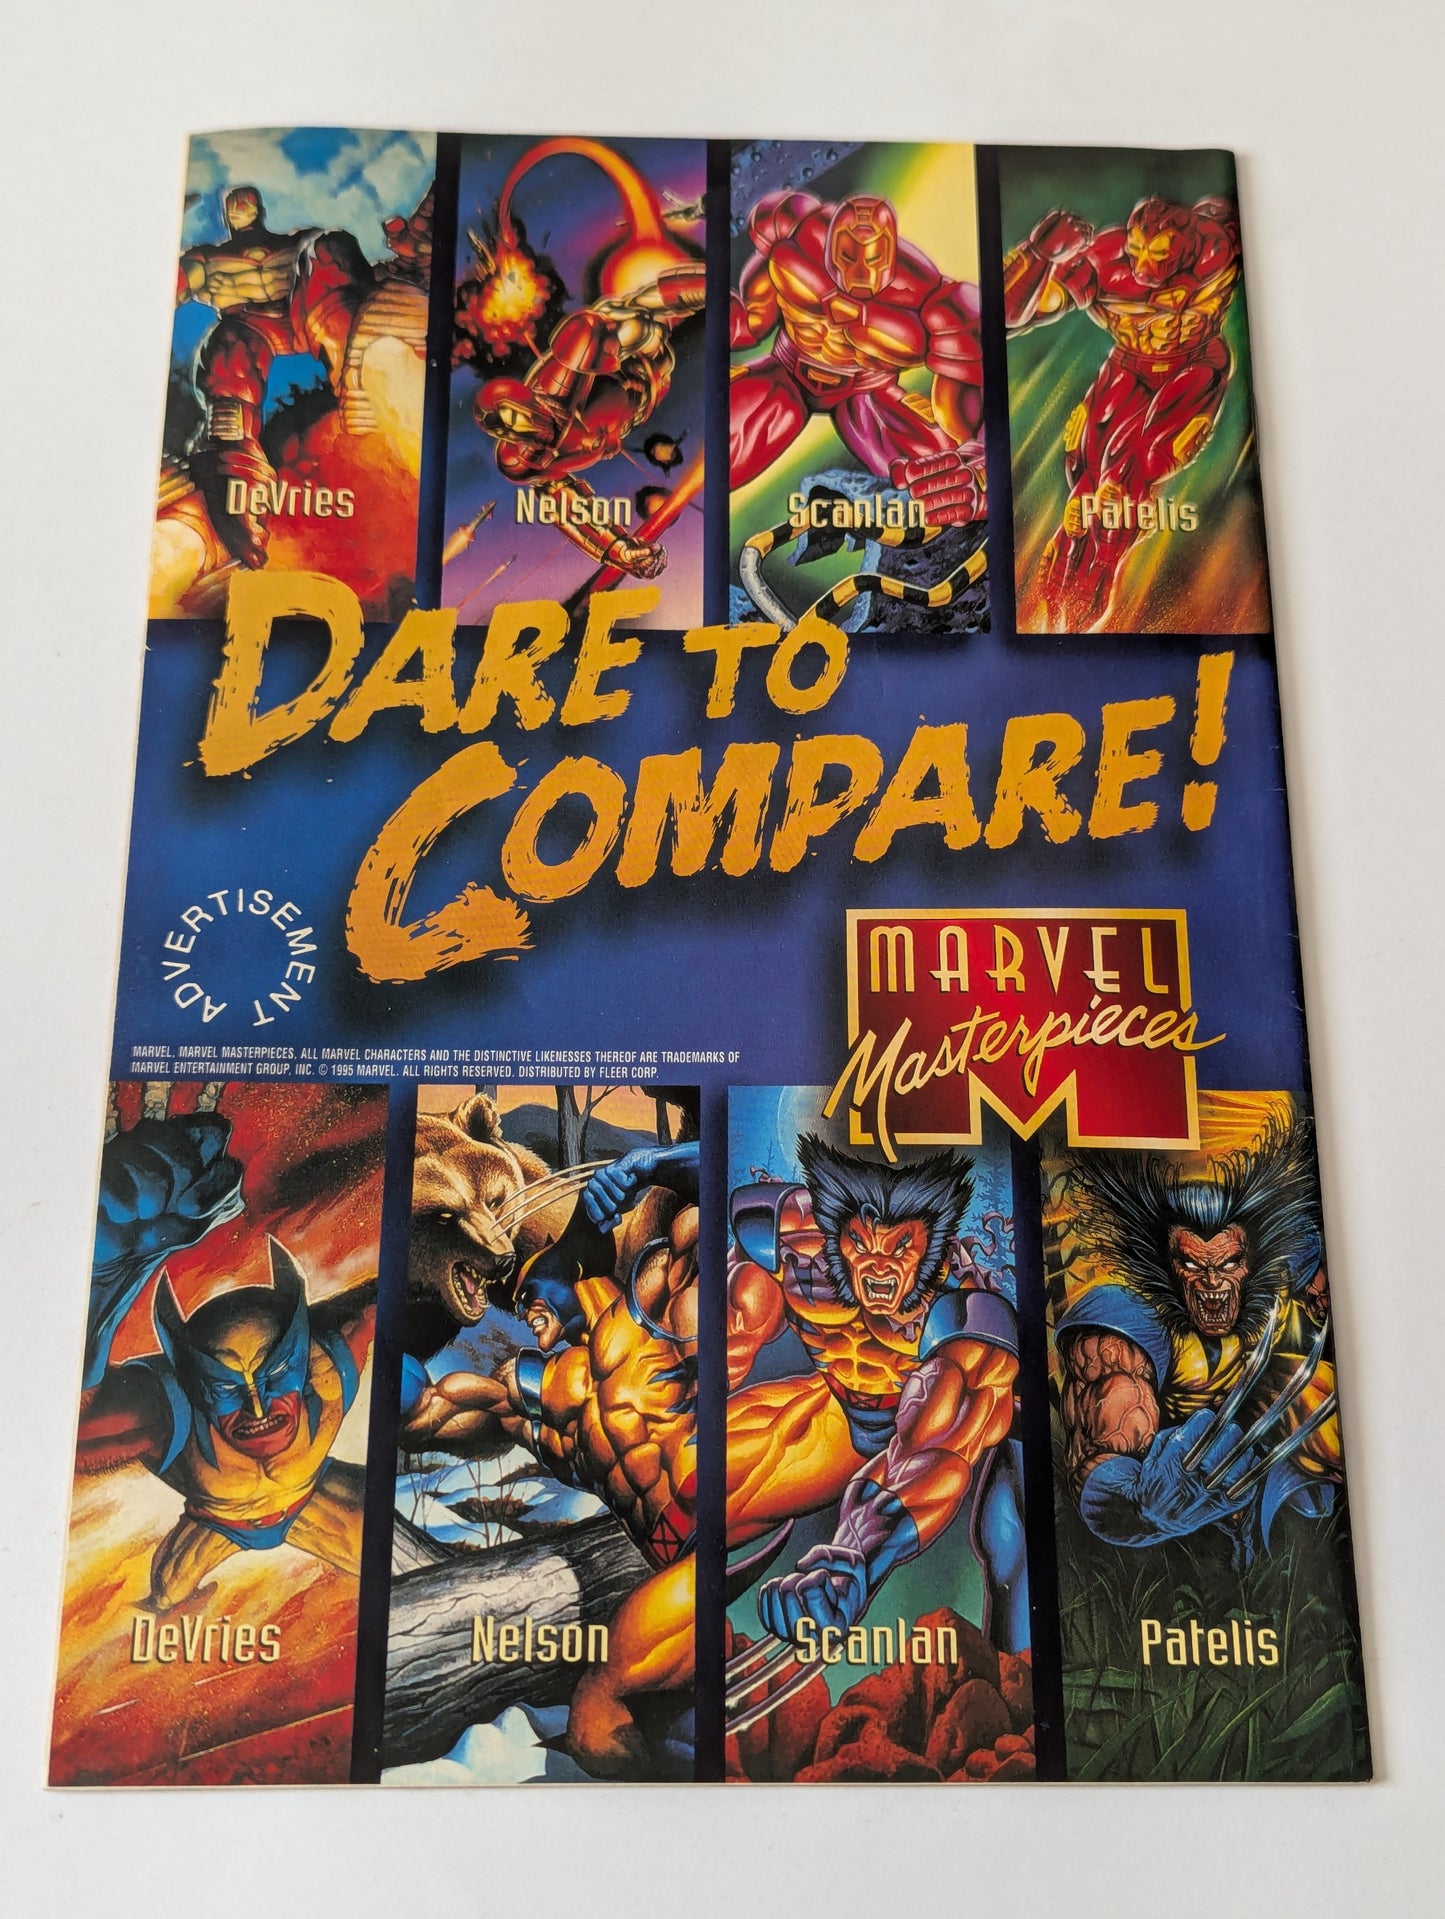 DeVries
Nelson
Scanlan
Patelis
DARE TO
COMPARE!
ADVERTISEMENT
MARVEL
Masterpieces
MARVEL, MARVEL MASTERPIECES, ALL MARVEL CHARACTERS AND THE DISTINCTIVE LIKENESSES THEREOF ARE TRADEMARKS OF
MARVEL ENTERTAINMENT GROUP, INC. © 1995 MARVEL. ALL RIGHTS RESERVED. DISTRIBUTED BY FLEER CORP.
DeVries
Nelson
Scanlan
Patelis